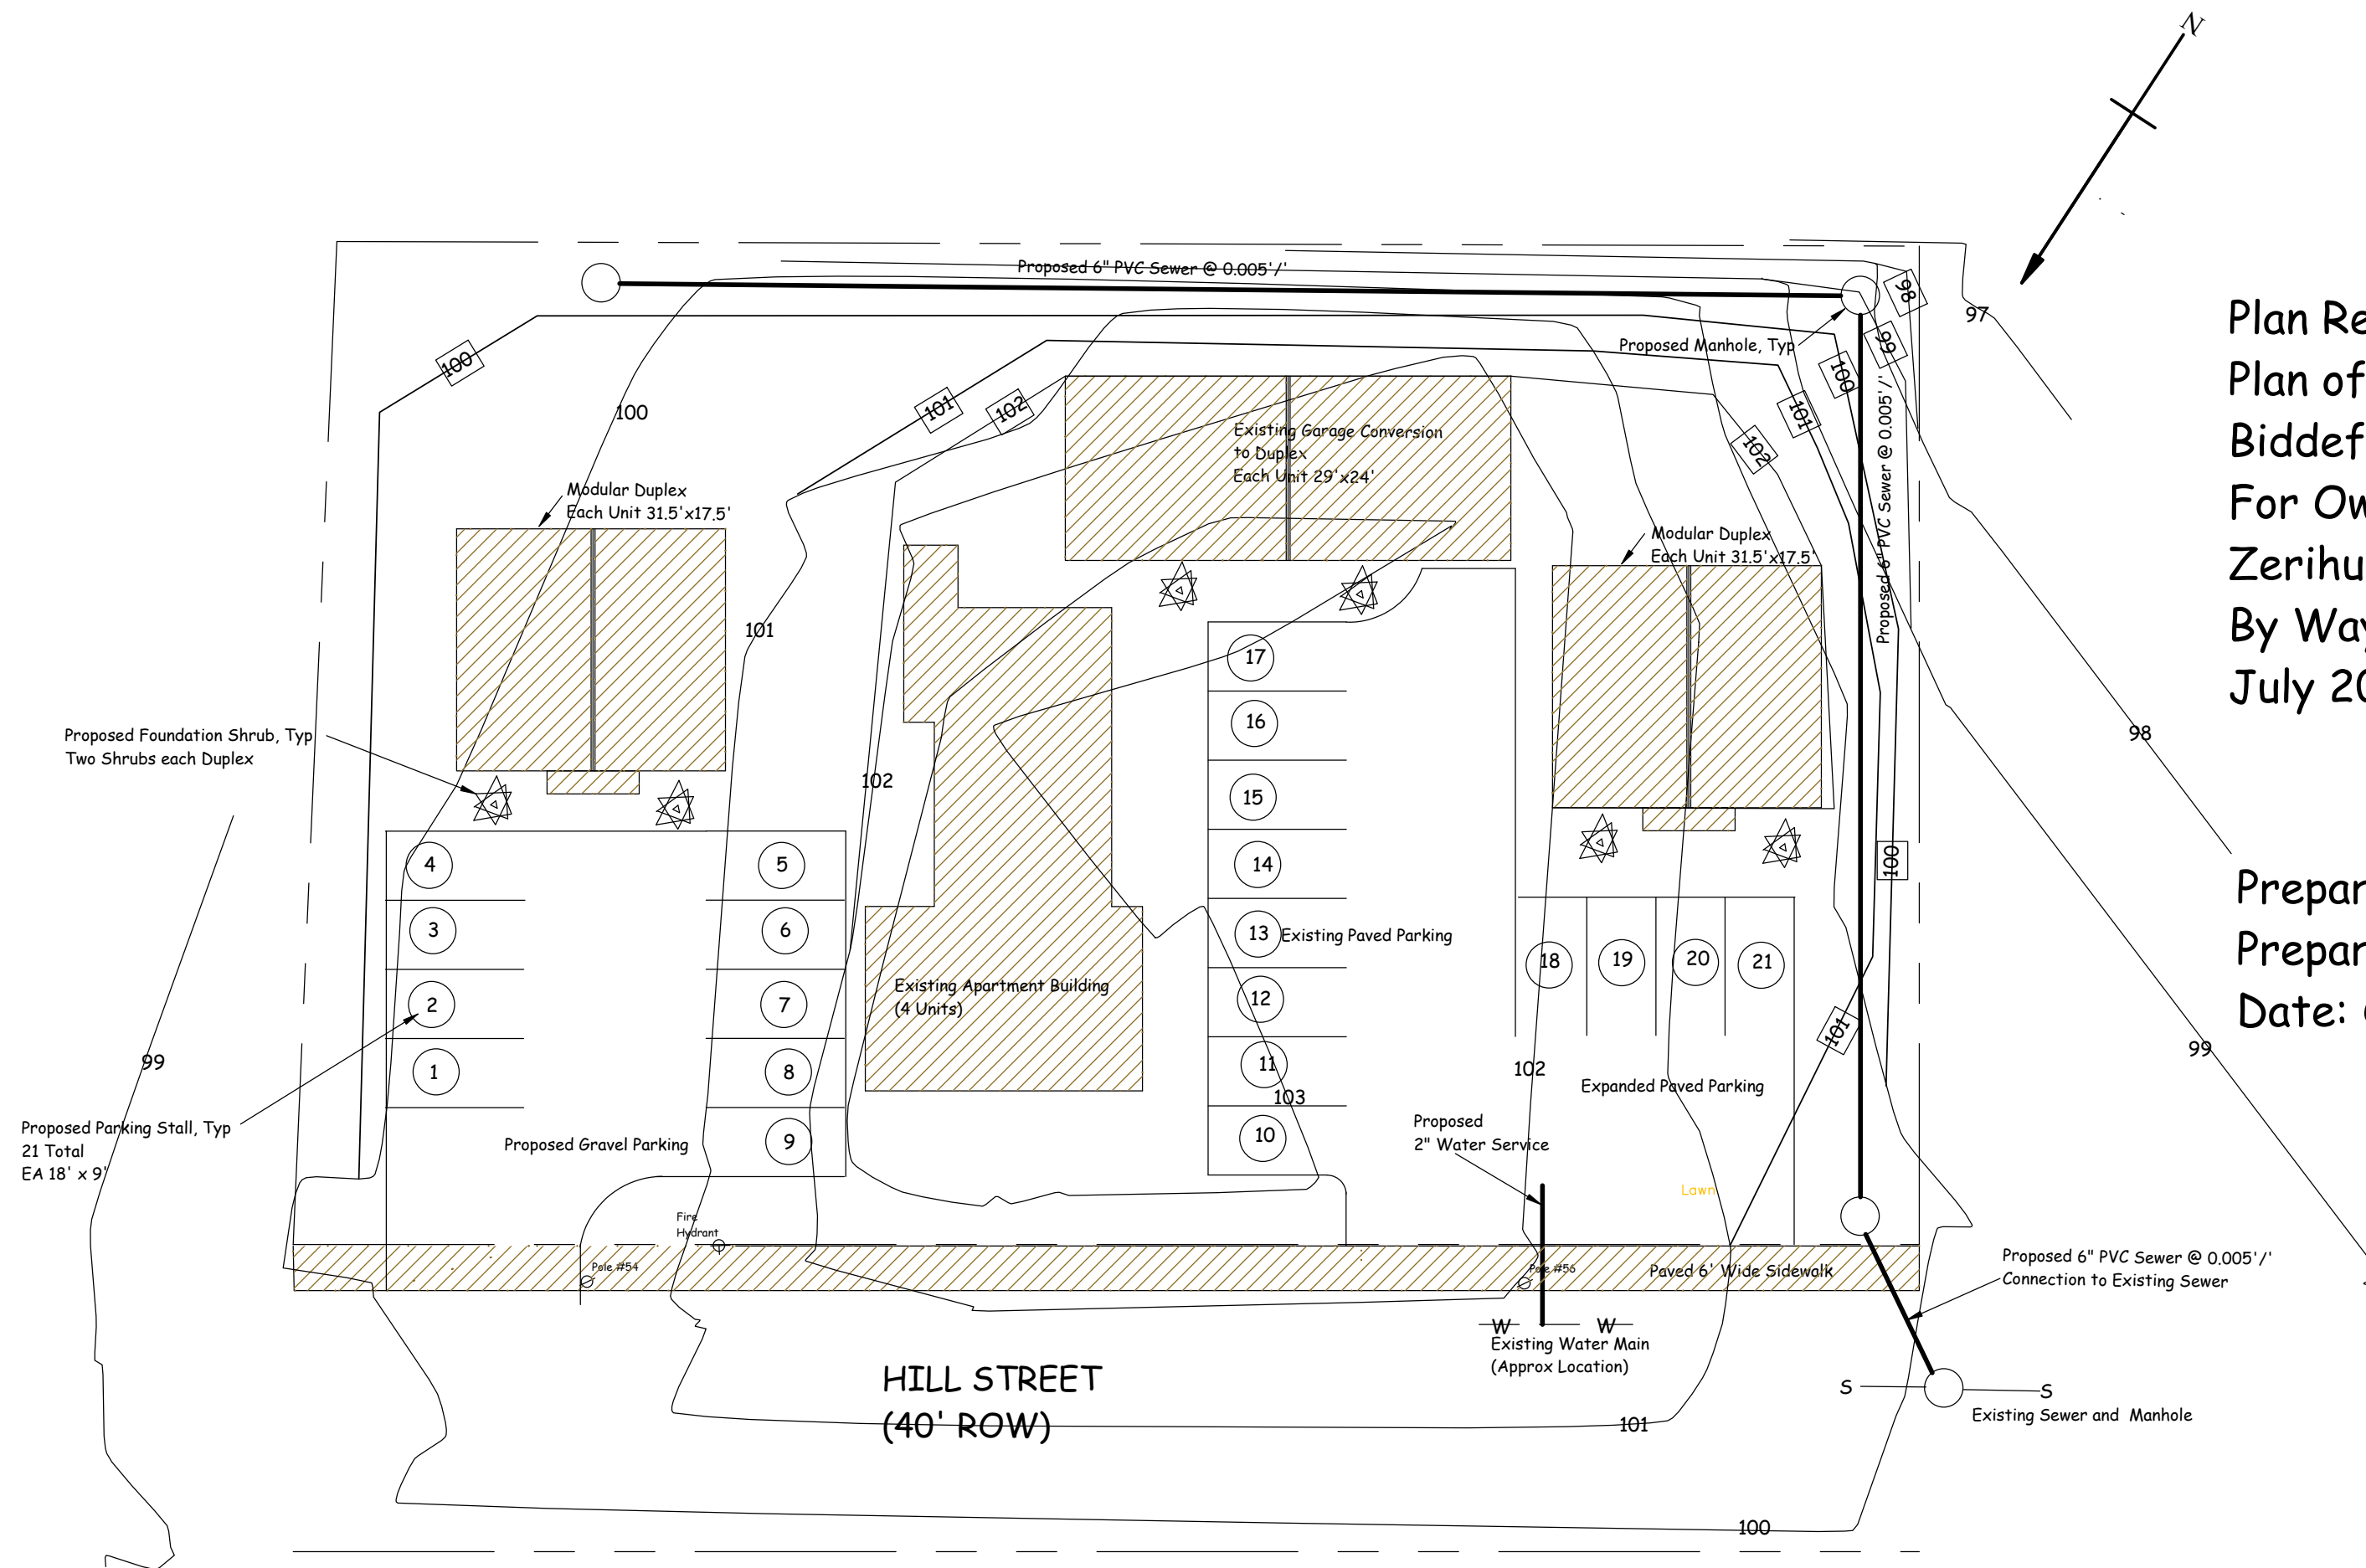 N
Proposed 6" PVC Sewer @ 0.005'/'
98
97
Plan Re
99
Proposed Manhole, Typ
100
100
Plan of
Proposed 6" PVC Sewer @ 0.005'/'
100
101
102
101
102
Biddef
Existing Garage Conversion
to Duplex
Each Unit 29'x24'
Modular Duplex
Each Unit 31.5'x17.5'
For Ow
Modular Duplex
Each Unit 31.5'x17.5'
Zerihu
101
By Way
17
July 20
16
Proposed Foundation Shrub, Typ
Two Shrubs each Duplex
98
102
15
4
5
14
100
Prepar
3
6
13
Existing Paved Parking
18
19
20
21
Prepar
Existing Apartment Building
(4 Units)
2
7
12
Date:
101
99
99
1
8
11
102
103
Expanded Paved Parking
Proposed Parking Stall, Typ
21 Total
EA 18' x 9'
Proposed Gravel Parking
9
10
Proposed
2" Water Service
Lawn
Fire
Hydrant
Pole #54
Pole #56
Paved 6' Wide Sidewalk
Proposed 6" PVC Sewer @ 0.005'/'
Connection to Existing Sewer
W
W
Existing Water Main
(Approx Location)
HILL STREET
(40' ROW)
S
S
Existing Sewer and  Manhole
101
100